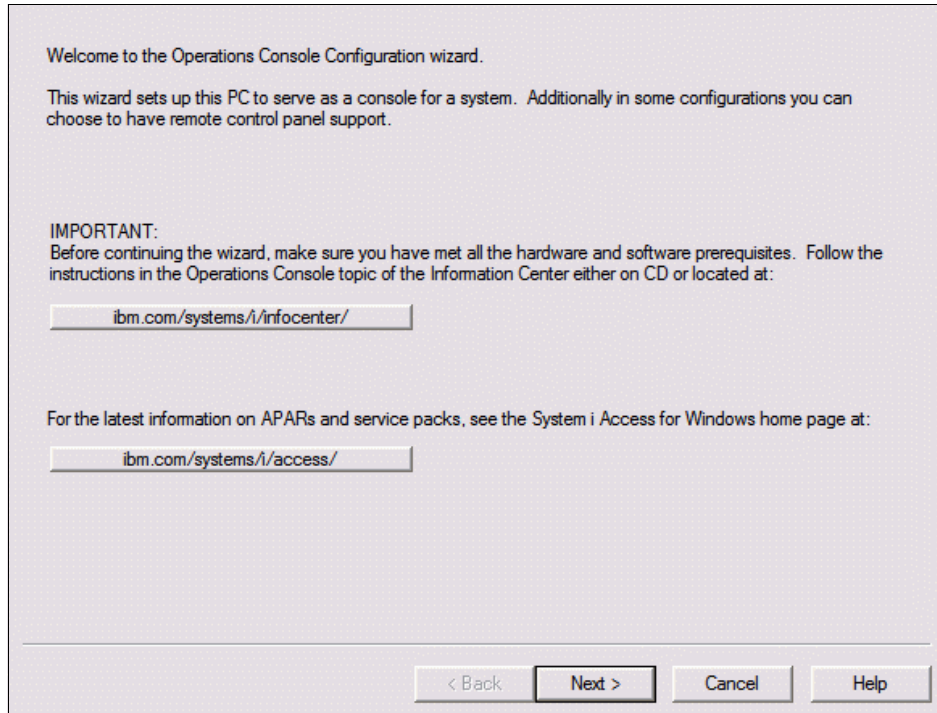 Welcome to the Operations Console Configuration wizard.
This wizard sets up this PC to serve as a console for a system.  Additionally in some configurations you can
choose to have remote control panel support.
IMPORTANT:
Before continuing the wizard, make sure you have met all the hardware and software prerequisites.  Follow the
instructions in the Operations Console topic of the Information Center either on CD or located at:
ibm.com/systems/i/infocenter/
For the latest information on APARs and service packs, see the System i Access for Windows home page at:
ibm.com/systems/i/access/
< Back Next > Cancel Help